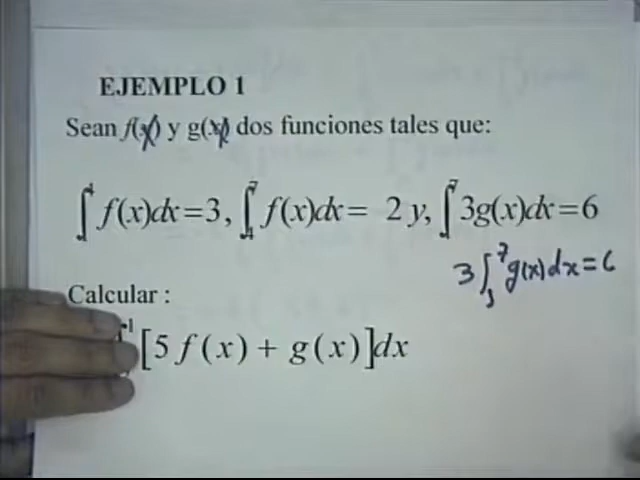 EJEMPLO 1
Sean f(x) y g(x) dos funciones tales que:
∫ f(x)dx=3, ∫ f(x)dx= 2 y, ∫ 3g(x)dx=6
3∫ g(x)dx=6
Calcular :
[5 f(x) + g(x)]dx